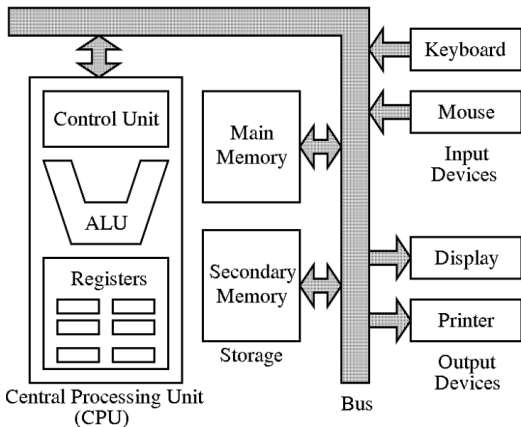 Control Unit
ALU
Registers
Central Processing Unit
(CPU)
Main
Memory
Secondary
Memory
Storage
Bus
Keyboard
Mouse
Input
Devices
Display
Printer
Output
Devices